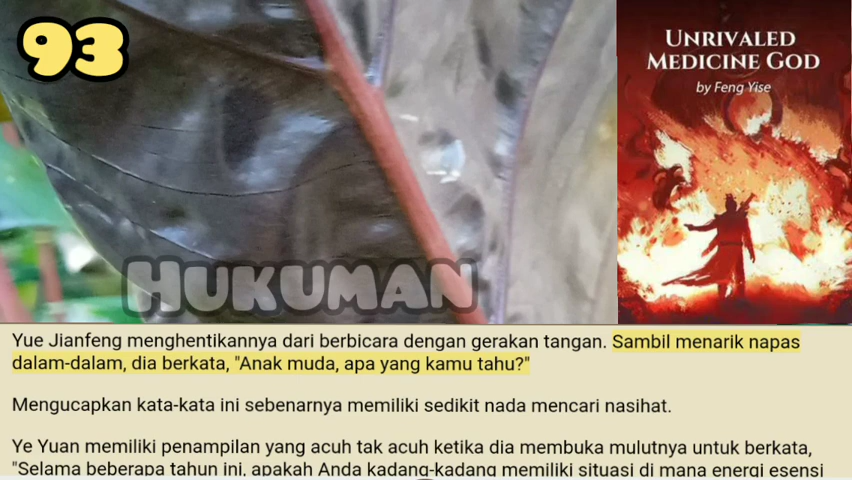 93
UNRIVALED
MEDICINE GOD
by Feng Yise
HUKUMAN
Yue Jianfeng menghentikannya dari berbicara dengan gerakan tangan. Sambil menarik napas
dalam-dalam, dia berkata, "Anak muda, apa yang kamu tahu?"
Mengucapkan kata-kata ini sebenarnya memiliki sedikit nada mencari nasihat.
Ye Yuan memiliki penampilan yang acuh tak acuh ketika dia membuka mulutnya untuk berkata,
"Selama beberapa tahun ini, apakah Anda kadang-kadang memiliki situasi di mana energi esensi